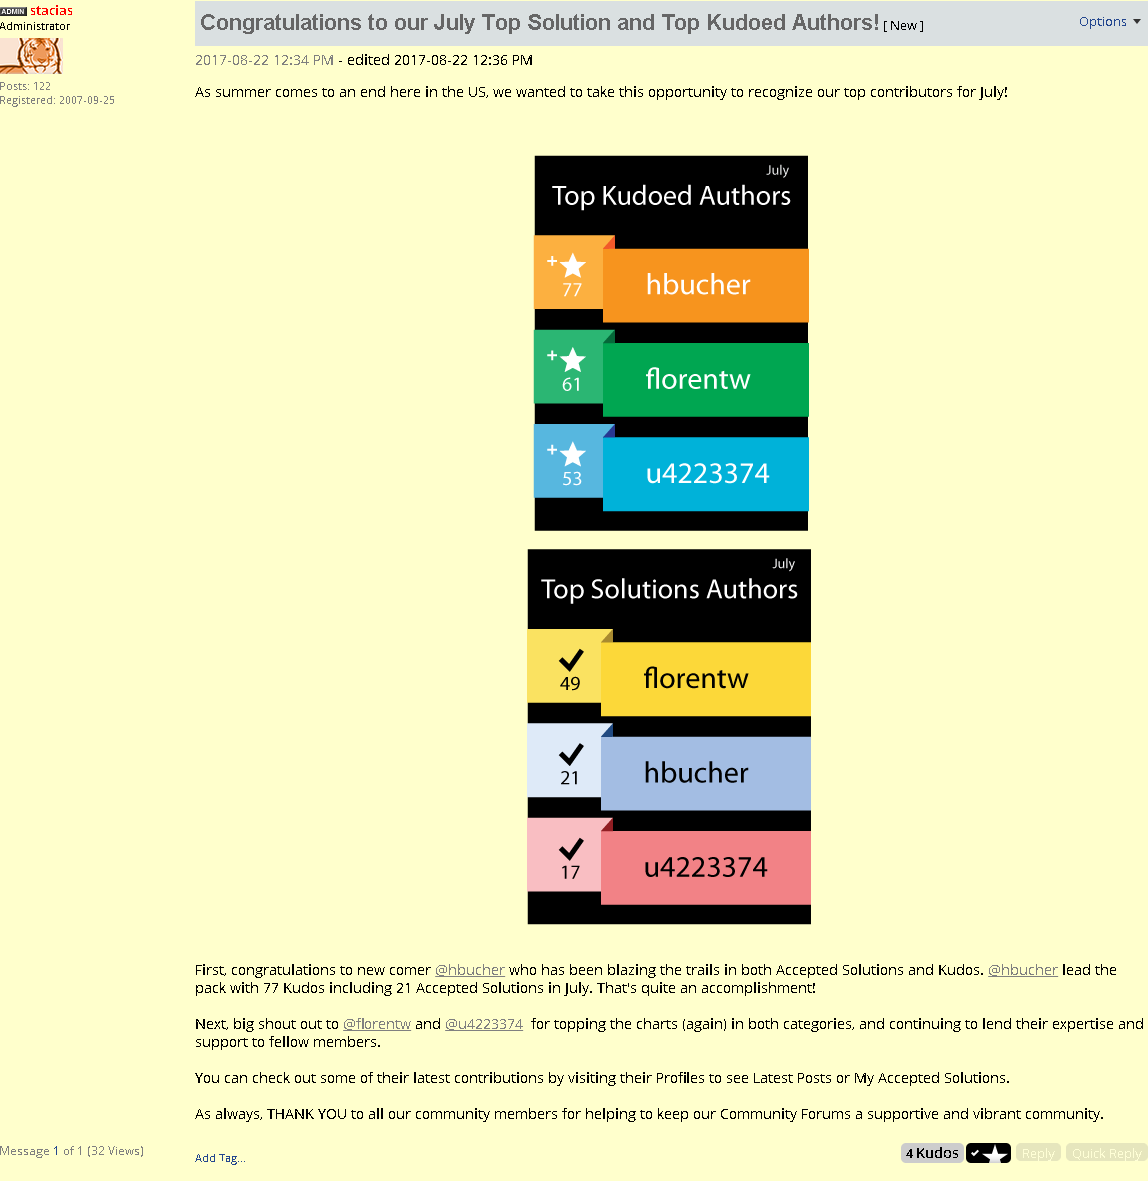 ADMIN stacias
Administrator
Posts: 122
Registered: 2007-09-25
Congratulations to our July Top Solution and Top Kudoed Authors! [ New ]
Options
2017-08-22 12:34 PM - edited 2017-08-22 12:36 PM
As summer comes to an end here in the US, we wanted to take this opportunity to recognize our top contributors for July!
July
Top Kudoed Authors
+
77
hbucher
+
61
florentw
+
53
u4223374
July
Top Solutions Authors
49
florentw
21
hbucher
17
u4223374
First, congratulations to new comer @hbucher who has been blazing the trails in both Accepted Solutions and Kudos. @hbucher lead the
pack with 77 Kudos including 21 Accepted Solutions in July. That's quite an accomplishment!
Next, big shout out to @florentw and @u4223374 for topping the charts (again) in both categories, and continuing to lend their expertise and
support to fellow members.
You can check out some of their latest contributions by visiting their Profiles to see Latest Posts or My Accepted Solutions.
As always, THANK YOU to all our community members for helping to keep our Community Forums a supportive and vibrant community.
Message 1 of 1 (32 Views)
Add Tag...
4 Kudos
Reply
Quick Reply